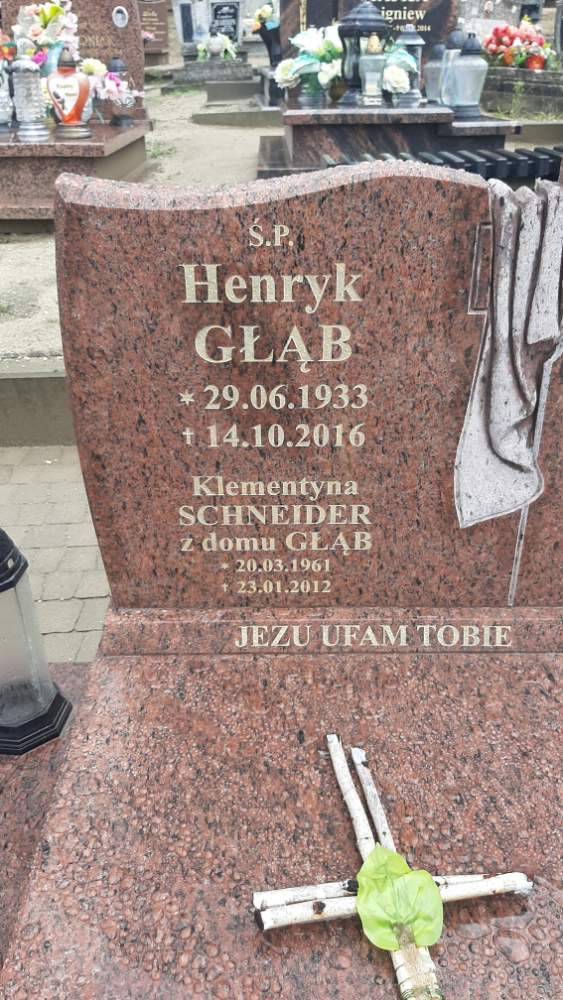 Ś.P.
Henryk
GŁĄB
* 29.06.1933
† 14.10.2016
Klementyna
SCHNEIDER
z domu GŁĄB
* 20.03.1961
† 23.01.2012
JEZU UFAM TOBIE